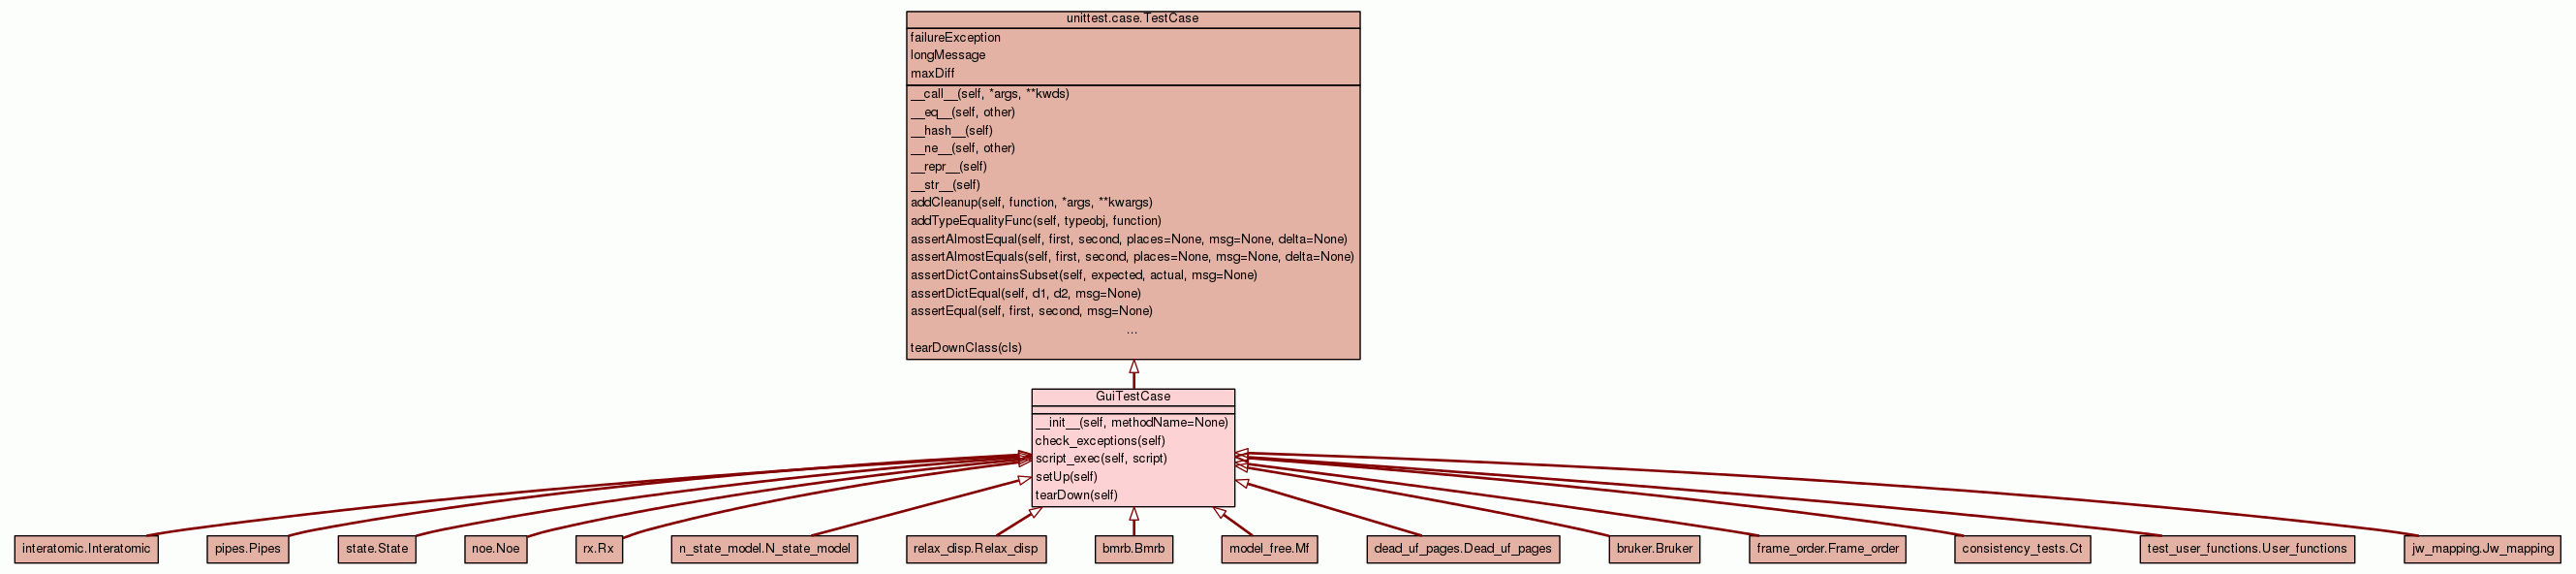 unittest.case.TestCase
failureException
longMessage
maxDiff
__call__(self, *args, **kwds)
__eq__(self, other)
__hash__(self)
__ne__(self, other)
__repr__(self)
__str__(self)
addCleanup(self, function, *args, **kwargs)
addTypeEqualityFunc(self, typeobj, function)
assertAlmostEqual(self, first, second, places=None, msg=None, delta=None)
assertAlmostEquals(self, first, second, places=None, msg=None, delta=None)
assertDictContainsSubset(self, expected, actual, msg=None)
assertDictEqual(self, d1, d2, msg=None)
assertEqual(self, first, second, msg=None)
...
tearDownClass(cls)
GuiTestCase
__init__(self, methodName=None)
check_exceptions(self)
script_exec(self, script)
setUp(self)
tearDown(self)
interatomic.Interatomic
pipes.Pipes
state.State
noe.Noe
rx.Rx
n_state_model.N_state_model
relax_disp.Relax_disp
bmrb.Bmrb
model_free.Mf
dead_uf_pages.Dead_uf_pages
bruker.Bruker
frame_order.Frame_order
consistency_tests.Ct
test_user_functions.User_functions
jw_mapping.Jw_mapping